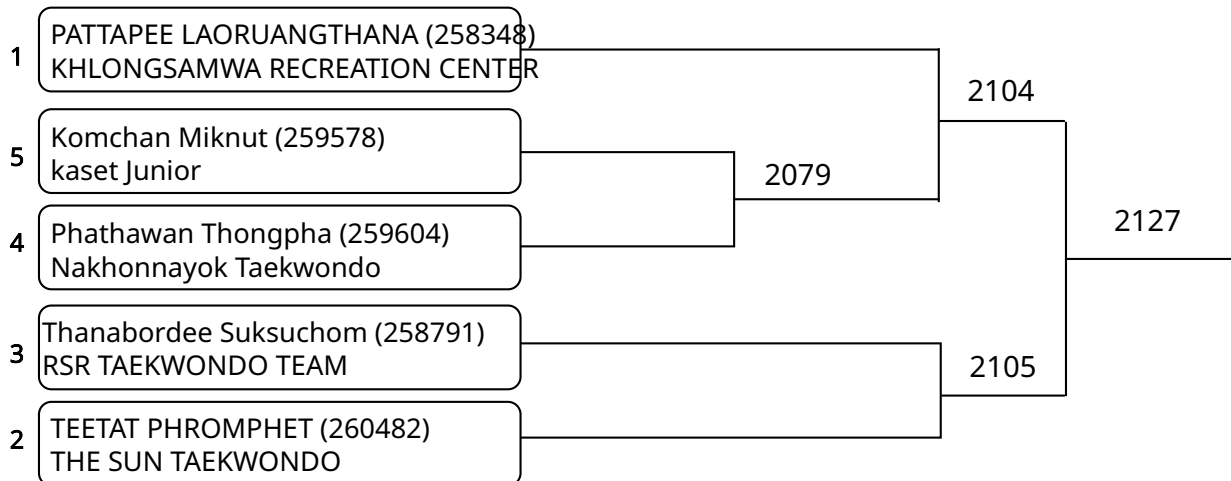 1
PATTAPEE LAORUANGTHANA (258348)
KHLONGSAMWA RECREATION CENTER
2104
5
Komchan Miknut (259578)
kaset Junior
2079
4
Phathawan Thongpha (259604)
Nakhonnayok Taekwondo
2127
3
Thanabordee Suksuchom (258791)
RSR TAEKWONDO TEAM
2105
2
TEETAT PHROMPHET (260482)
THE SUN TAEKWONDO